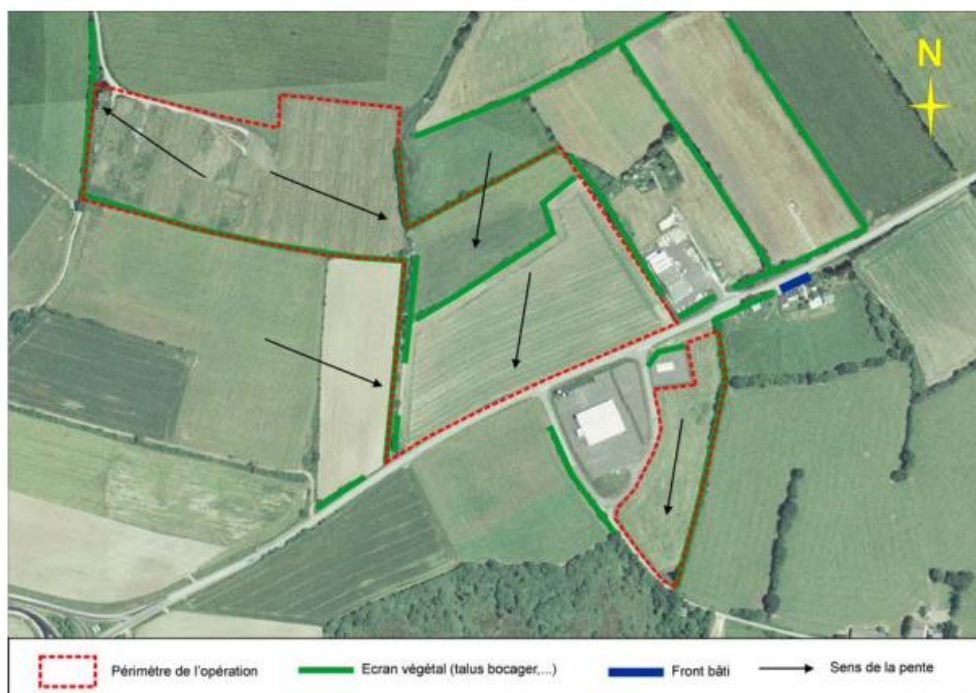 N
Périmètre de l'opération
Ecran végétal (talus bocager,...)
Front bâti
Sens de la pente